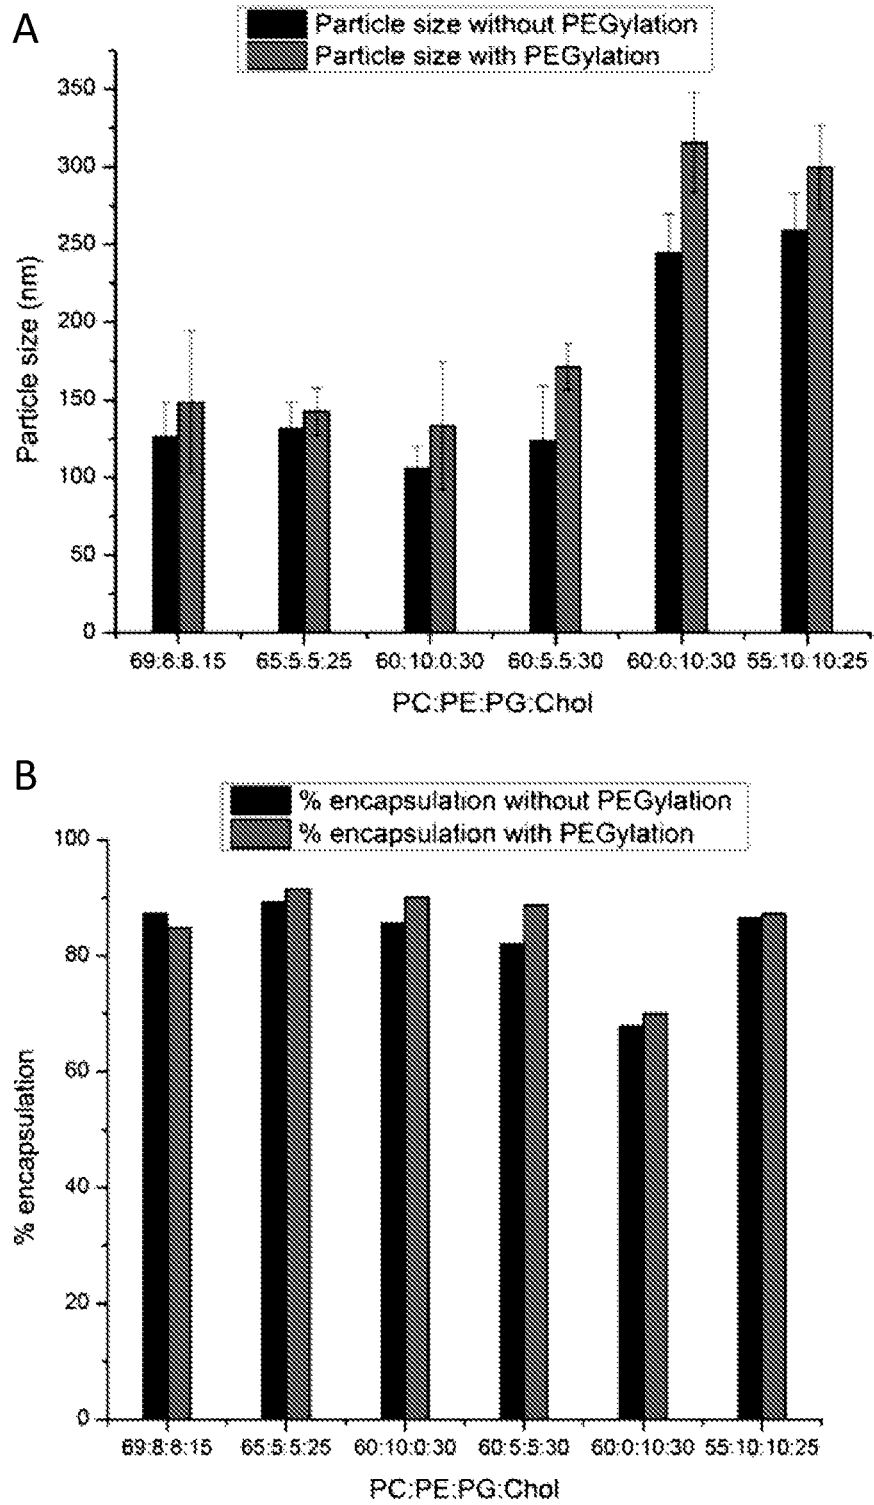 A
Particle size without PEGylation
Particle size with PEGylation
350
300
250
200
150
100
50
0
Particle size (nm)
69:8:8.15 65:5:5:25 60:10:0:30 60:5:5:30 60:0:10:30 55:10:10:25
PC:PE:PG:Chol
B
% encapsulation without PEGylation
% encapsulation with PEGylation
100
80
60
40
20
0
% encapsulation
69:8:8:15 65:5:5:25 60:10:0:30 60:5:5:30 60:0:10:30 55:10:10:25
PC:PE:PG:Chol